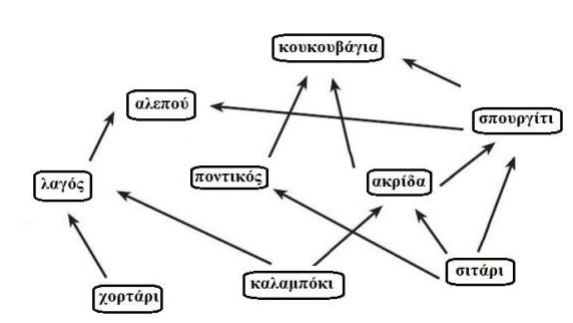 κουκουβάγια
αλεπού
σπουργίτι
λαγός
ποντικός
ακρίδα
χορτάρι
καλαμπόκι
σιτάρι